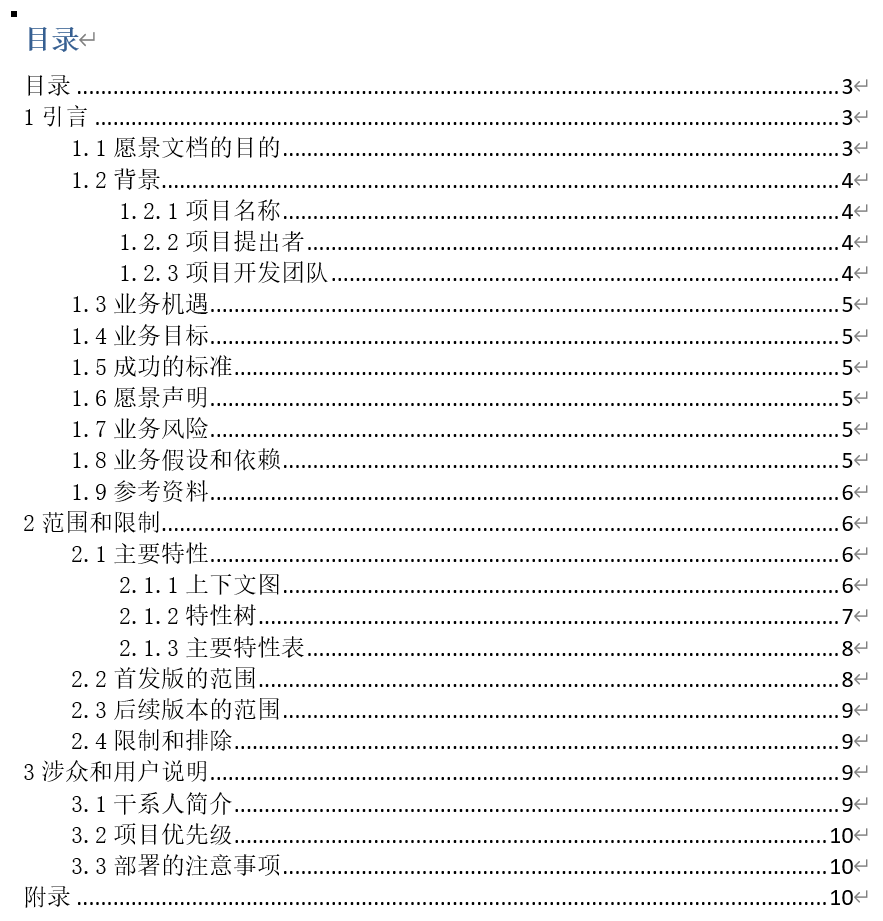 目录
目录 3
1 引言 3
1.1 愿景文档的目的 3
1.2 背景 4
1.2.1 项目名称 4
1.2.2 项目提出者 4
1.2.3 项目开发团队 4
1.3 业务机遇 5
1.4 业务目标 5
1.5 成功的标准 5
1.6 愿景声明 5
1.7 业务风险 5
1.8 业务假设和依赖 5
1.9 参考资料 6
2 范围和限制 6
2.1 主要特性 6
2.1.1 上下文图 6
2.1.2 特性树 7
2.1.3 主要特性表 8
2.2 首发版的范围 8
2.3 后续版本的范围 9
2.4 限制和排除 9
3 涉众和用户说明 9
3.1 干系人简介 9
3.2 项目优先级 10
3.3 部署的注意事项 10
附录 10